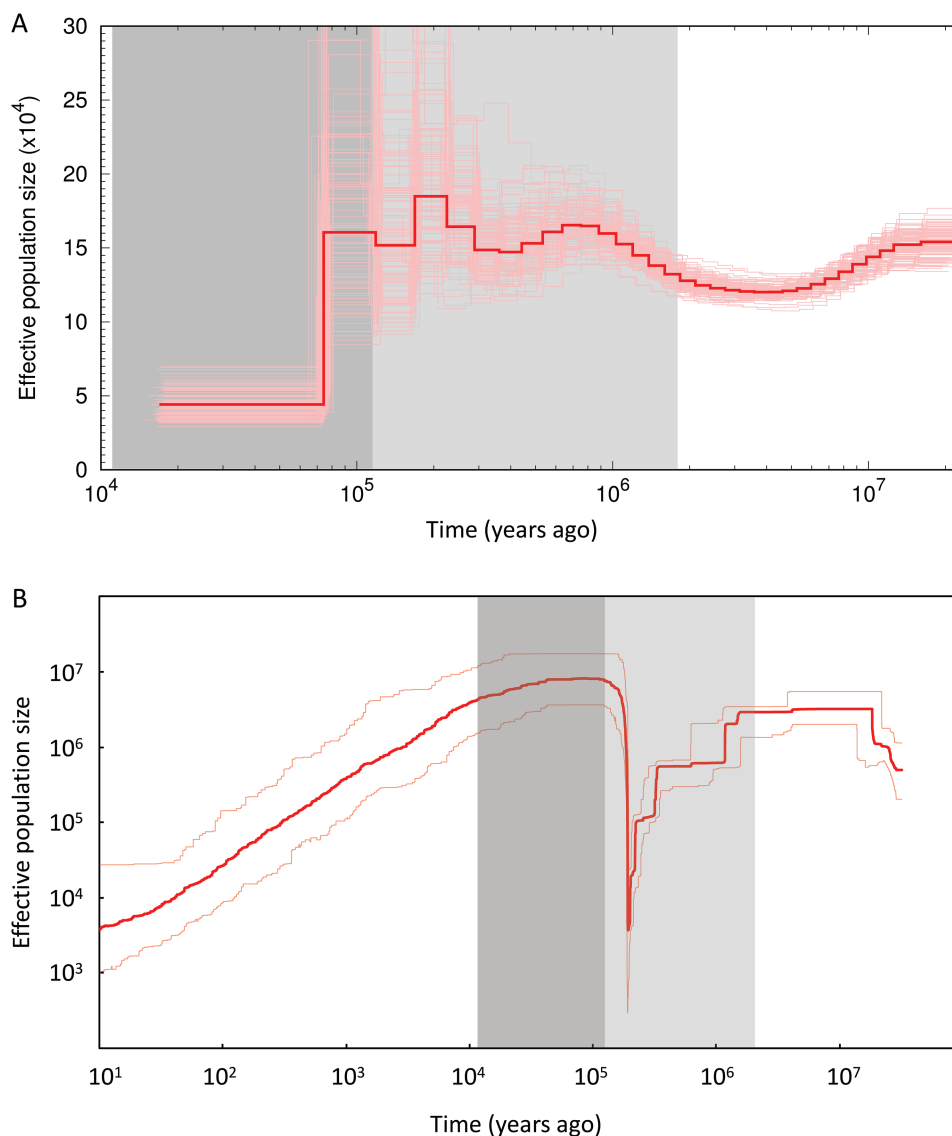 A
Effective population size (x10⁴)
30
25
20
15
10
5
0
10⁴ 10⁵ 10⁶ 10⁷
Time (years ago)
B
Effective population size
10⁷
10⁶
10⁵
10⁴
10³
10¹ 10² 10³ 10⁴ 10⁵ 10⁶ 10⁷
Time (years ago)